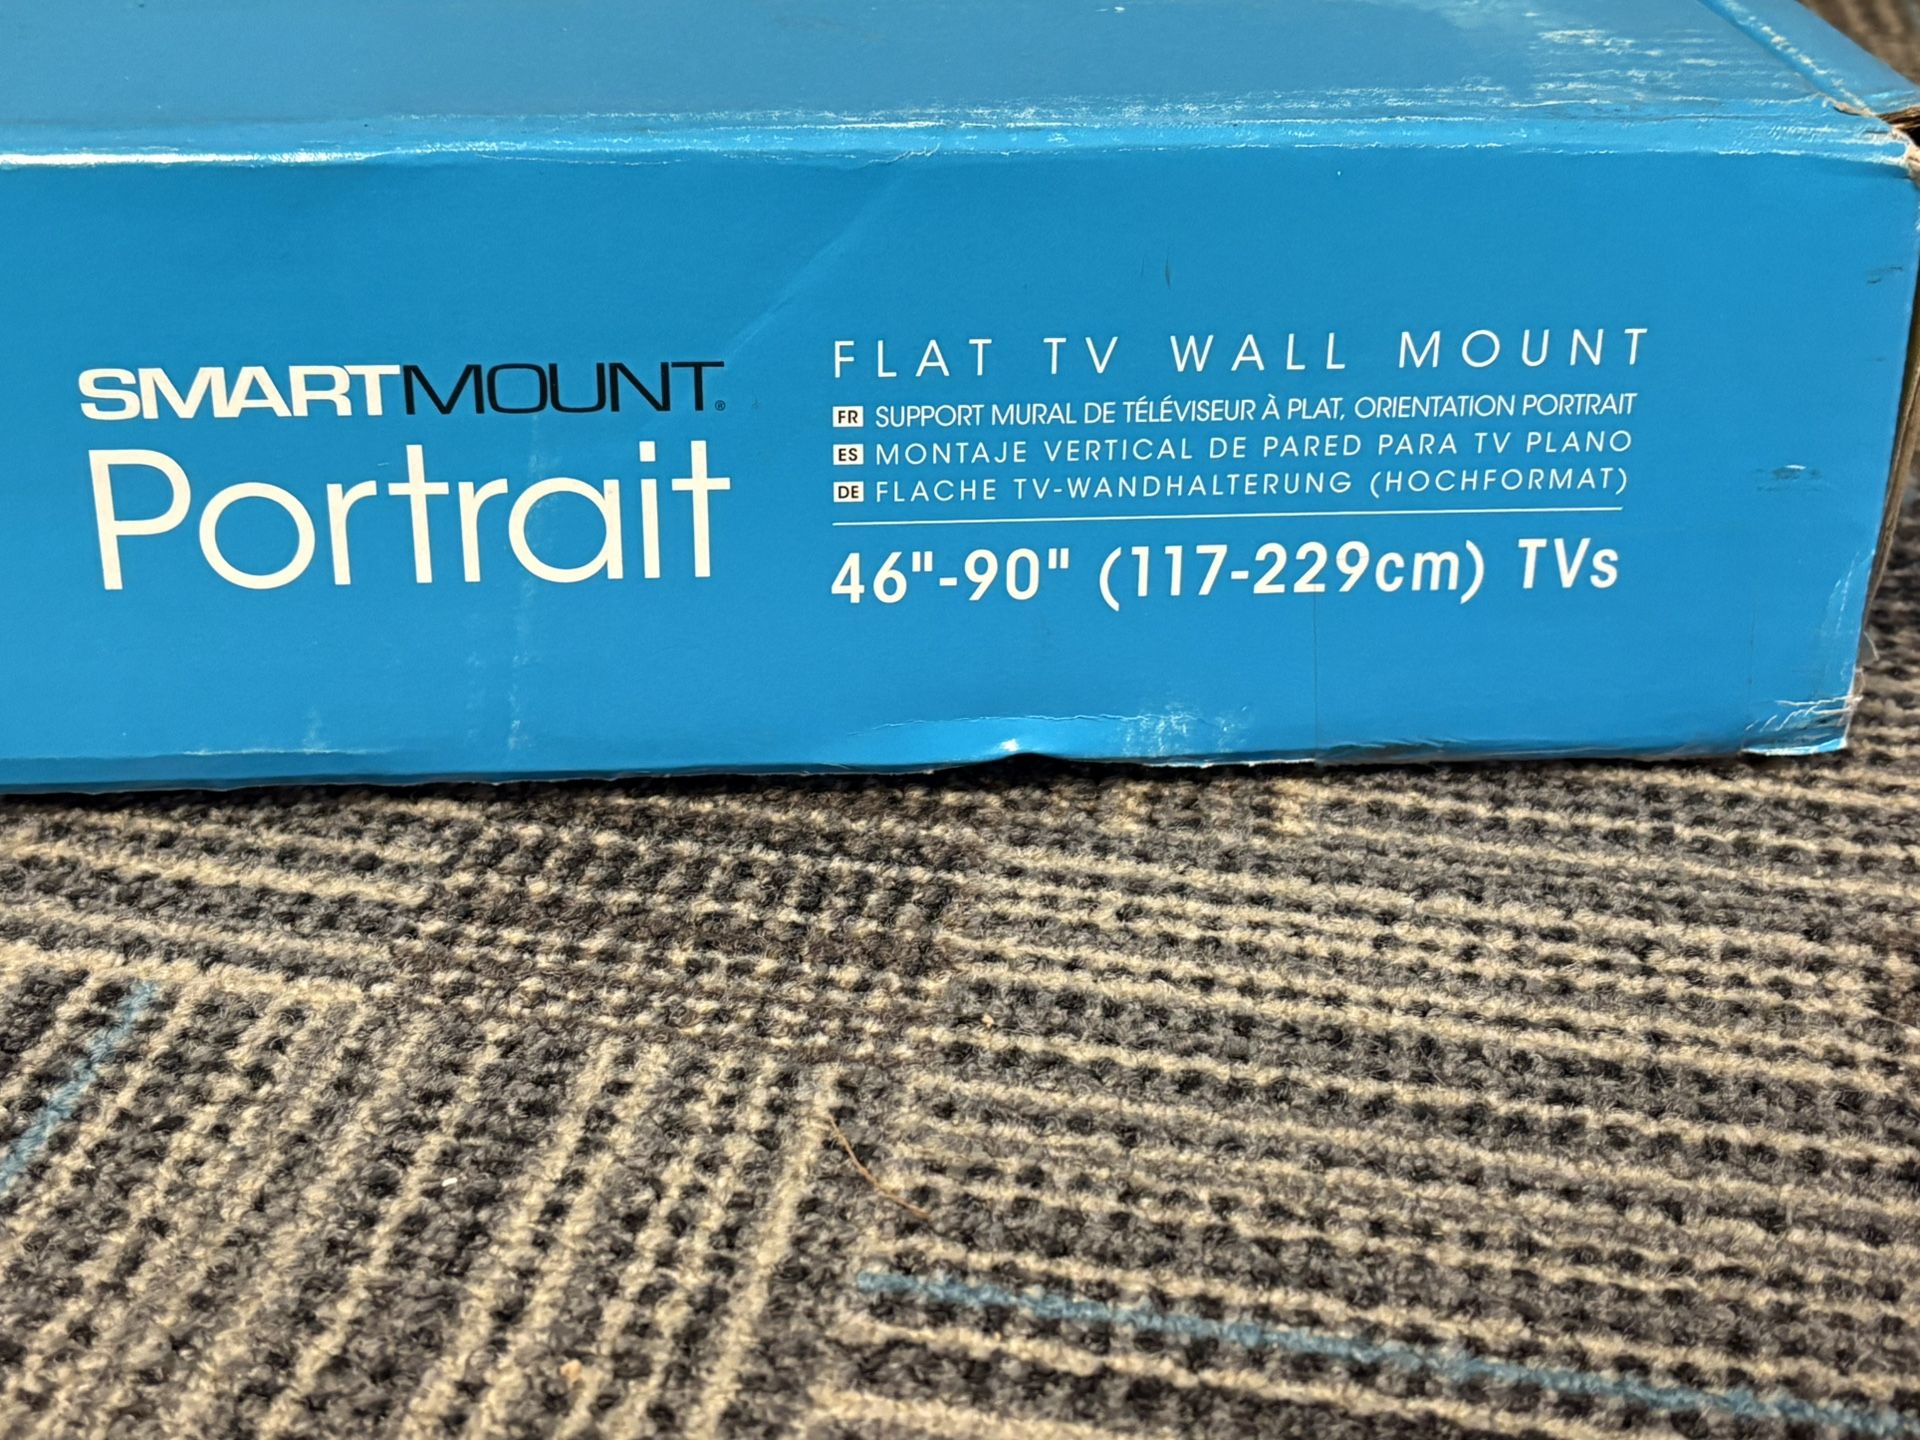 SMARTMOUNT®
Portrait
FLAT TV WALL MOUNT
FR SUPPORT MURAL DE TÉLÉVISEUR À PLAT, ORIENTATION PORTRAIT
ES MONTAJE VERTICAL DE PARED PARA TV PLANO
DE FLACHE TV-WANDHALTERUNG (HOCHFORMAT)
46"-90" (117-229cm) TVs